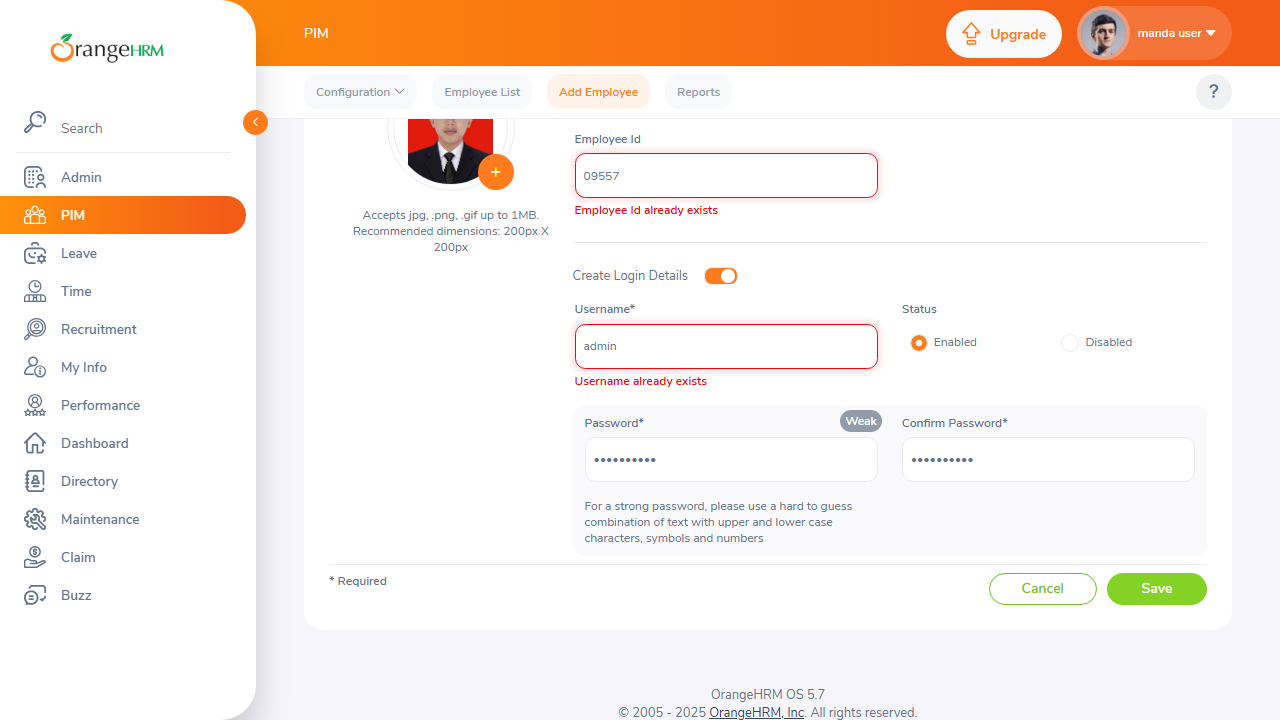 OrangeHRM
Search
Admin
PIM
Leave
Time
Recruitment
My Info
Performance
Dashboard
Directory
Maintenance
Claim
Buzz
PIM
Upgrade
manda user
Configuration
Employee List
Add Employee
Reports
?
+
Accepts jpg, .png, .gif up to 1MB.
Recommended dimensions: 200px X
200px
Employee Id
09557
Employee Id already exists
Create Login Details
Username*
admin
Username already exists
Status
Enabled
Disabled
Password*
Weak
••••••••••
Confirm Password*
••••••••••
For a strong password, please use a hard to guess
combination of text with upper and lower case
characters, symbols and numbers
* Required
Cancel
Save
OrangeHRM OS 5.7
© 2005 - 2025 OrangeHRM, Inc. All rights reserved.